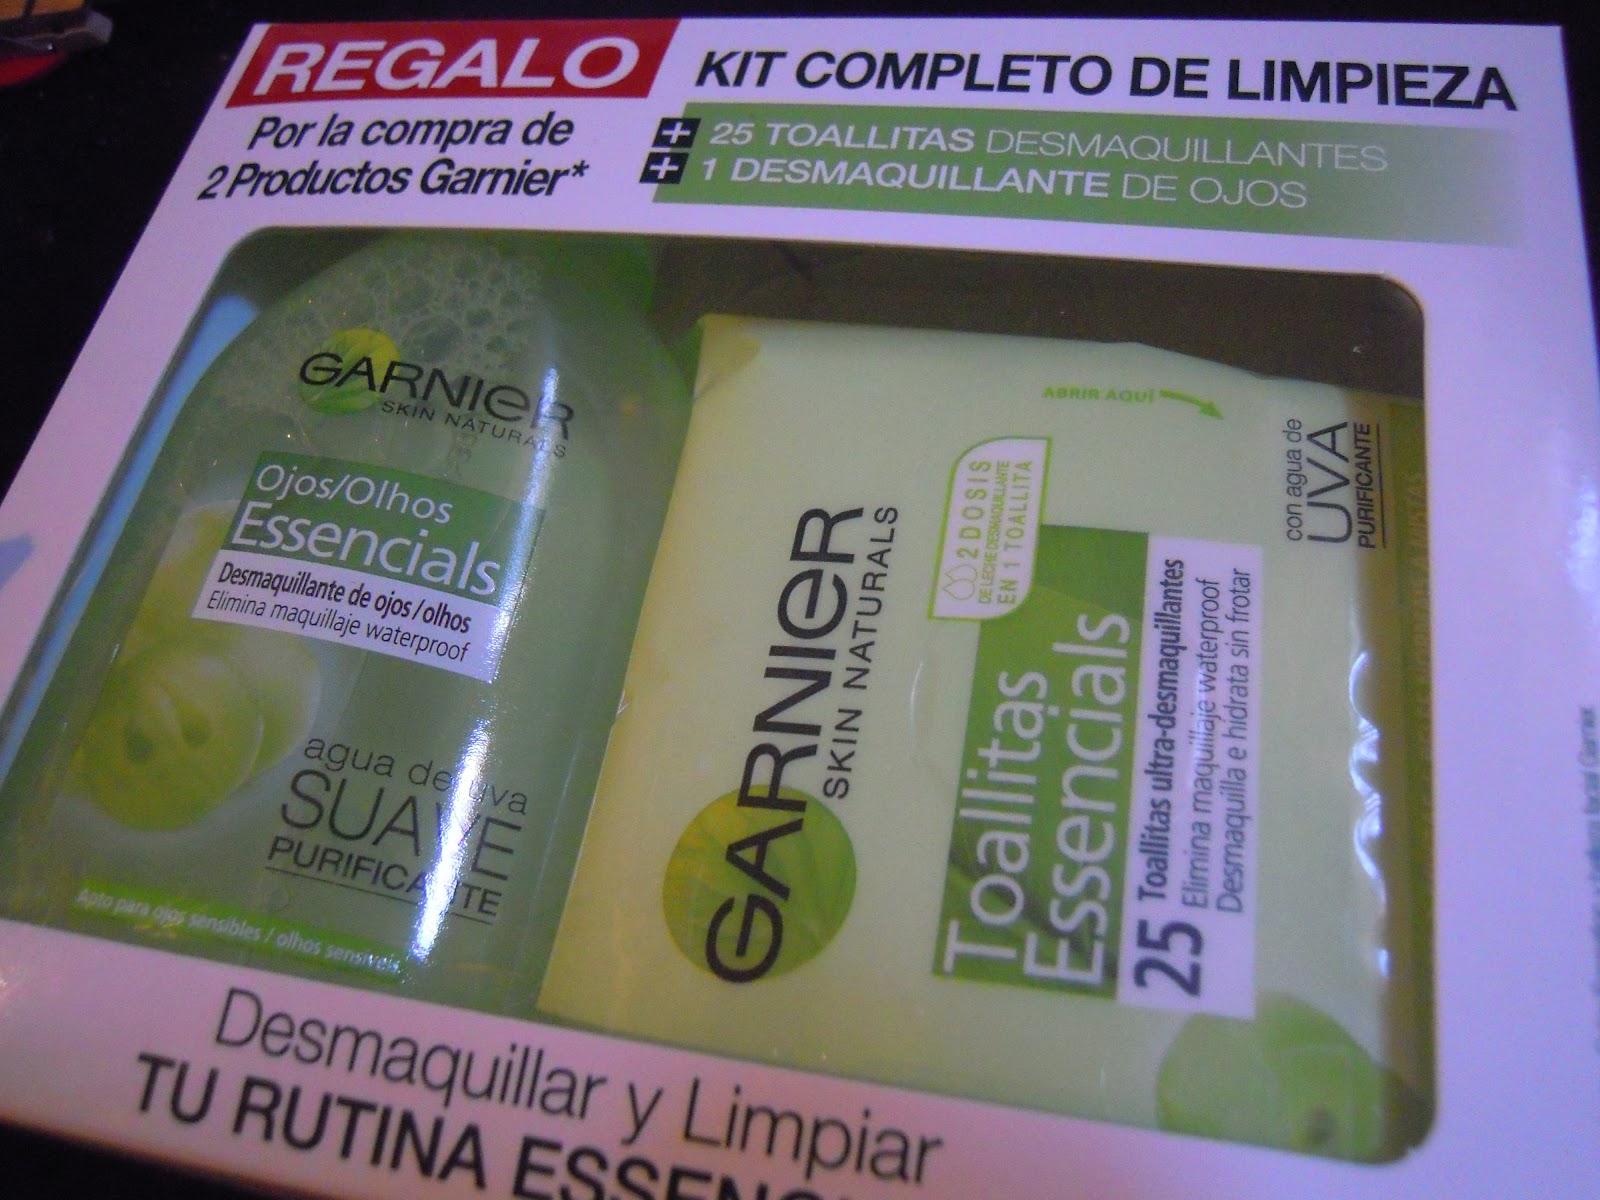 REGALO
Por la compra de
2 Productos Garnier*
KIT COMPLETO DE LIMPIEZA
+ 25 TOALLITAS DESMAQUILLANTES
+ 1 DESMAQUILLANTE DE OJOS
GARNIER
SKIN NATURALS
Ojos/Olhos
Essencials
Desmaquillante de ojos/olhos
Elimina maquillaje waterproof
agua de uva
SUAVE
PURIFICANTE
Apto para ojos sensibles / olhos sensíveis
ABRIR AQUÍ
GARNIER
SKIN NATURALS
2 DOSIS
DE LECHE DESMAQUILLANTE
EN 1 TOALLITA
Toallitas
Essencials
25 Toallitas ultra-desmaquillantes
Elimina maquillaje waterproof
Desmaquilla e hidrata sin frotar
con agua de
UVA
PURIFICANTE
Desmaquillar y Limpiar
TU RUTINA